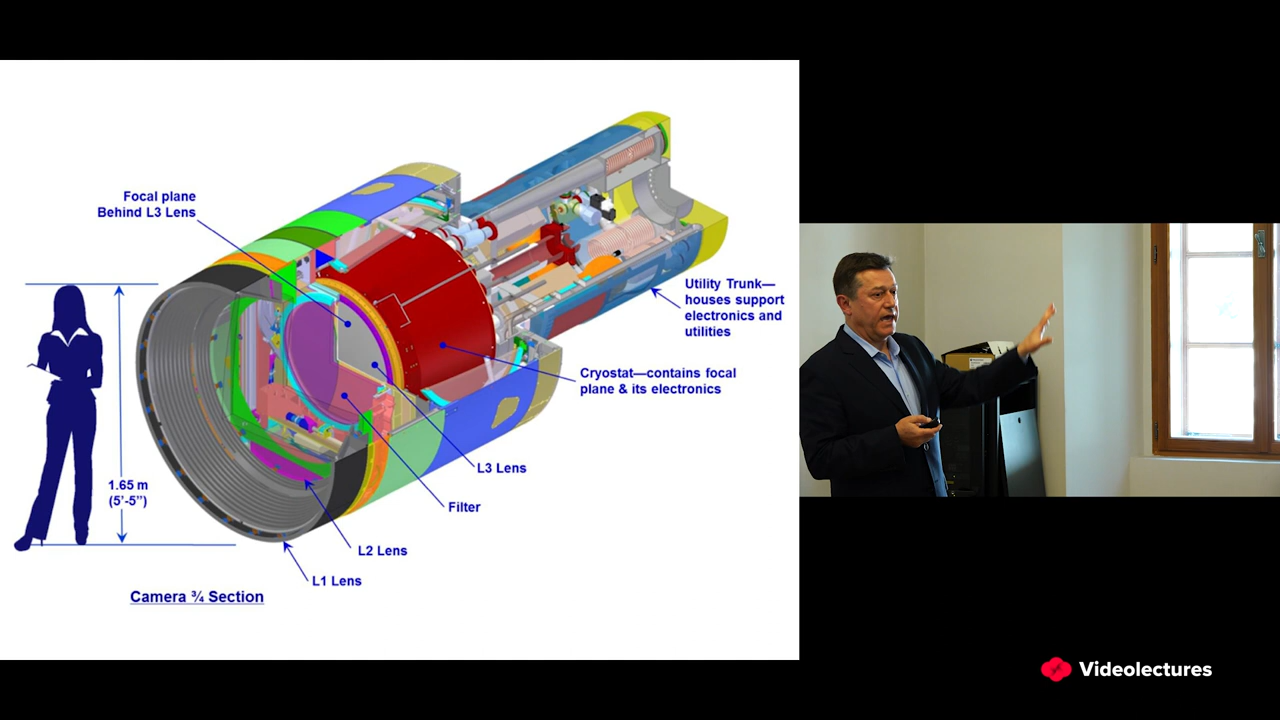 Focal plane
Behind L3 Lens
Utility Trunk—
houses support
electronics and
utilities
Cryostat—contains focal
plane & its electronics
1.65 m
(5'-5")
L3 Lens
Filter
L2 Lens
L1 Lens
Camera ¾ Section
Videolectures